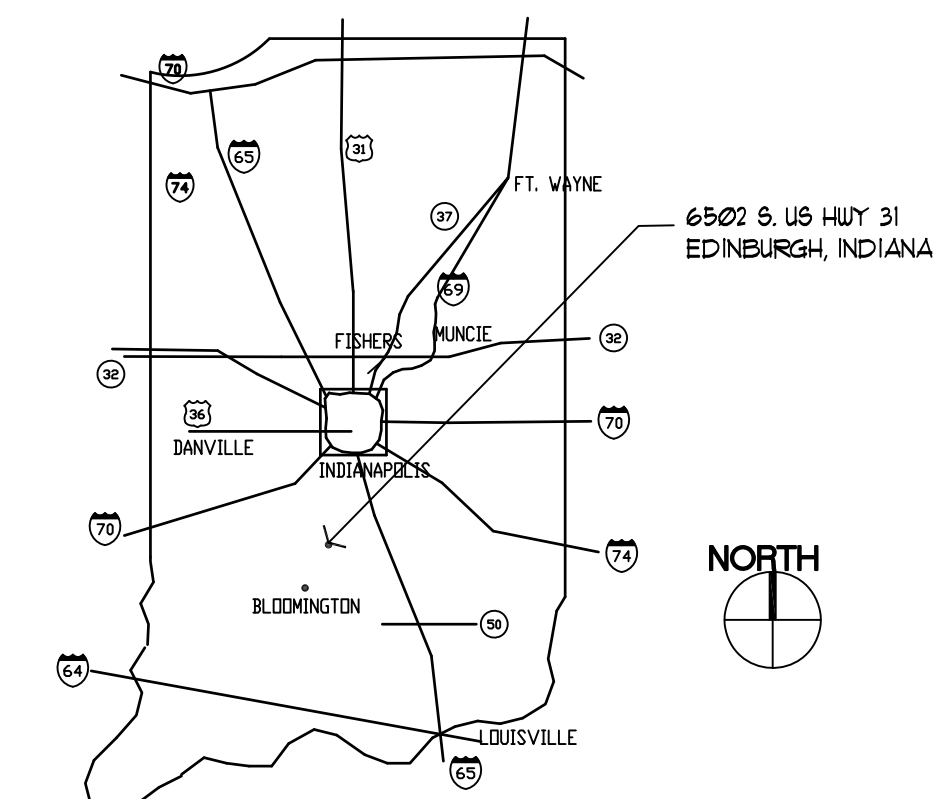 70
31
65
74
FT. WAYNE
37
6502 S. US HWY 31
EDINBURGH, INDIANA
69
FISHERS
MUNCIE
32
32
36
70
DANVILLE
INDIANAPOLIS
70
74
NORTH
BLOOMINGTON
50
64
LOUISVILLE
65